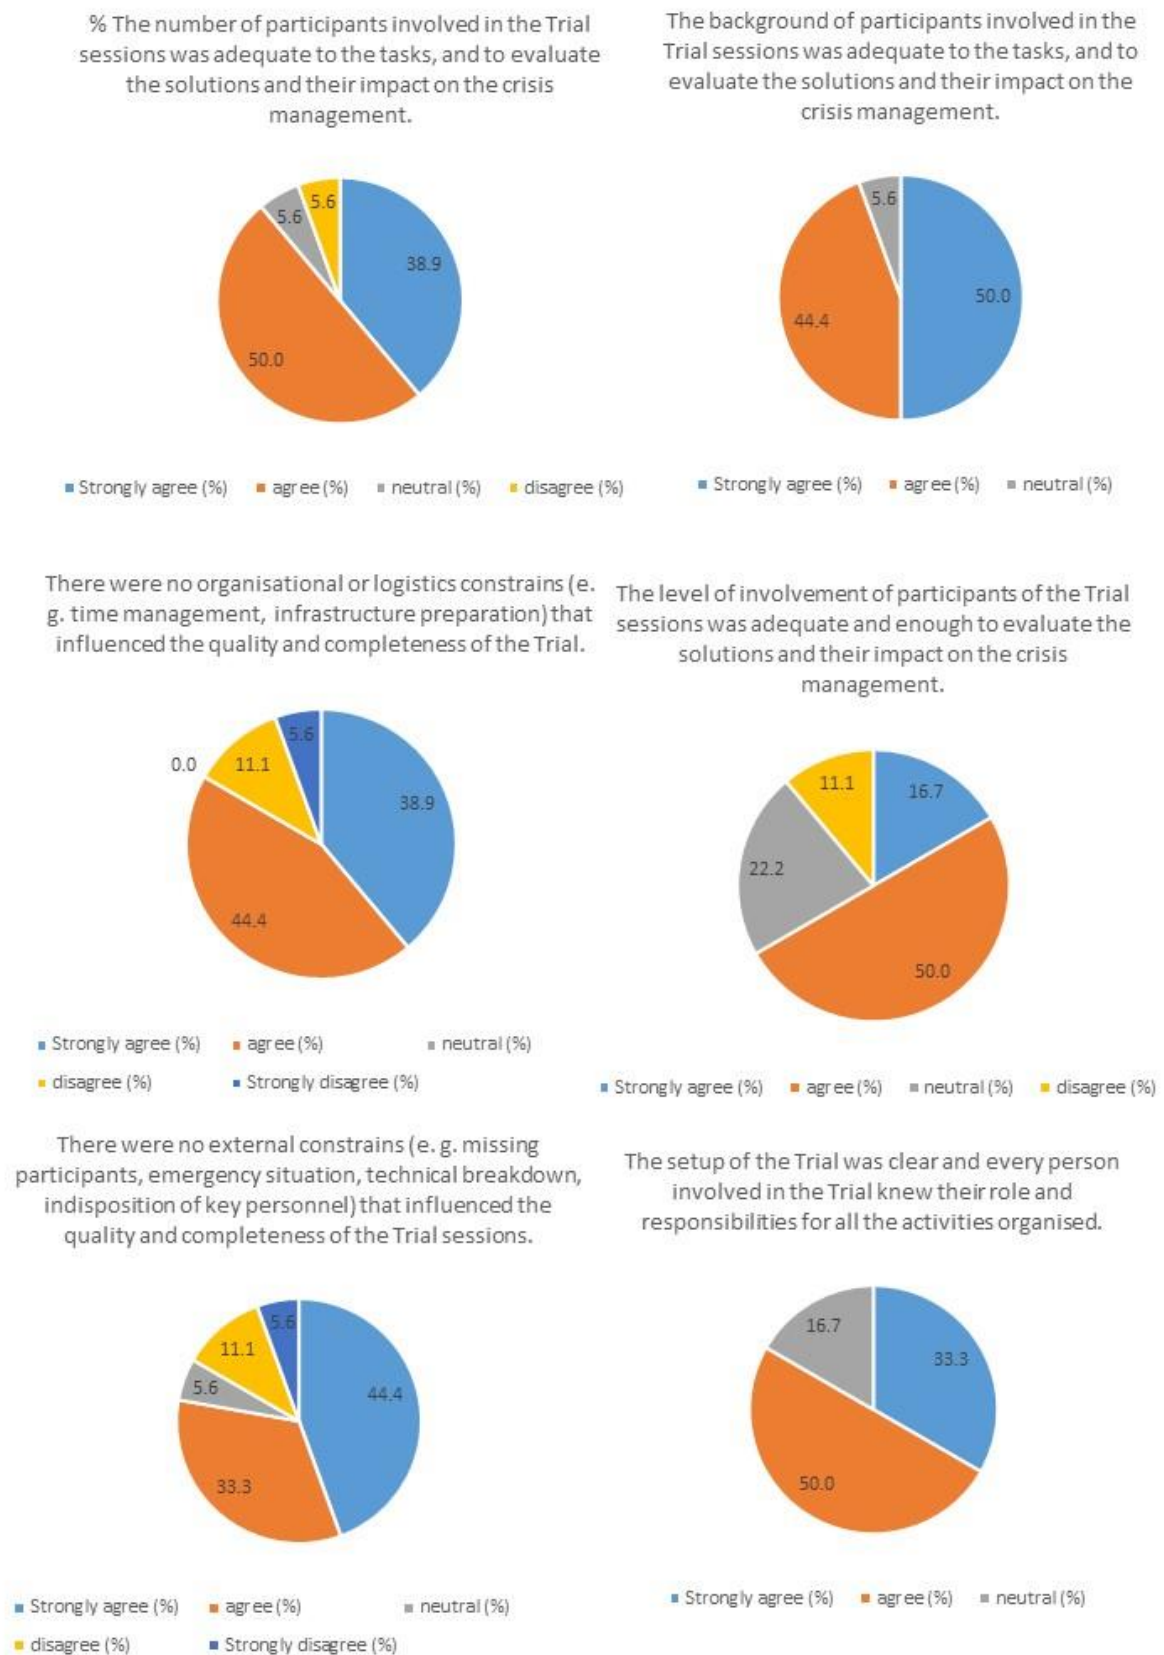 % The number of participants involved in the Trial
sessions was adequate to the tasks, and to evaluate
the solutions and their impact on the crisis
management.
5.6
5.6
38.9
50.0
Strongly agree (%) agree (%) neutral (%) disagree (%)
The background of participants involved in the
Trial sessions was adequate to the tasks, and to
evaluate the solutions and their impact on the
crisis management.
5.6
50.0
44.4
Strongly agree (%) agree (%) neutral (%)
There were no organisational or logistics constrains (e.
g. time management, infrastructure preparation) that
influenced the quality and completeness of the Trial.
5.6
0.0
11.1
38.9
44.4
Strongly agree (%) agree (%) neutral (%)
disagree (%) Strongly disagree (%)
The level of involvement of participants of the Trial
sessions was adequate and enough to evaluate the
solutions and their impact on the crisis
management.
11.1
16.7
22.2
50.0
Strongly agree (%) agree (%) neutral (%) disagree (%)
There were no external constrains (e. g. missing
participants, emergency situation, technical breakdown,
indisposition of key personnel) that influenced the
quality and completeness of the Trial sessions.
5.6
11.1
5.6
44.4
33.3
Strongly agree (%) agree (%) neutral (%)
disagree (%) Strongly disagree (%)
The setup of the Trial was clear and every person
involved in the Trial knew their role and
responsibilities for all the activities organised.
16.7
33.3
50.0
Strongly agree (%) agree (%) neutral (%)